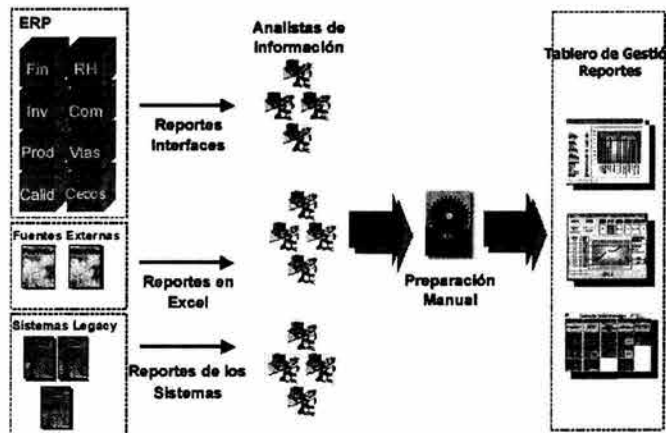 ERP
Fin RH
Inv Com
Prod Vtas
Calid Cecos
Fuentes Externas
Sistemas Legacy
Reportes
Interfaces
Reportes en
Excel
Reportes de los
Sistemas
Analistas de
Información
Preparación
Manual
Tablero de Gestió
Reportes